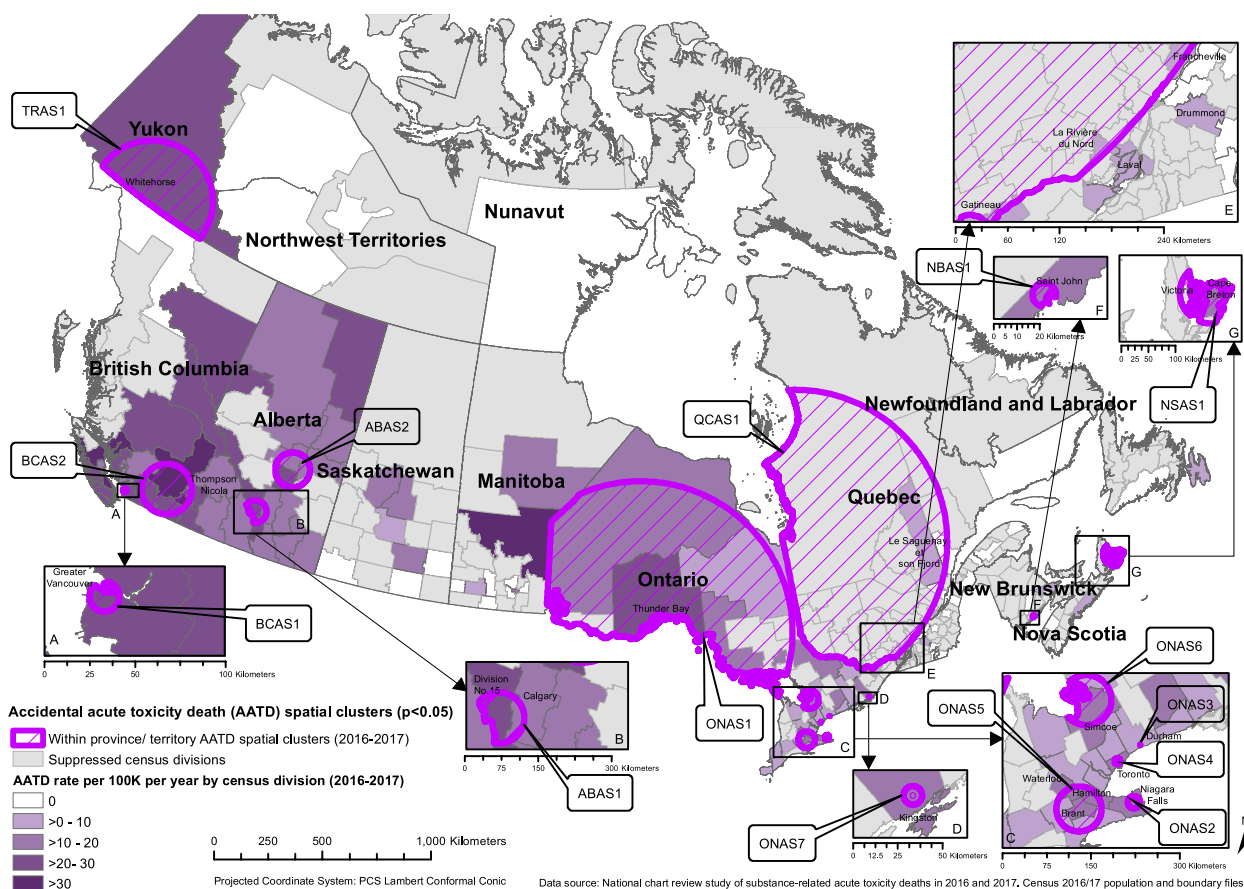 TRAS1
Yukon
Whitehorse
Northwest Territories
Nunavut
British Columbia
Alberta
ABAS2
Saskatchewan
BCAS2
Thompson
Nicola
A
B
Manitoba
Ontario
Thunder Bay
ONAS1
QCAS1
Quebec
Le Saguenay
et
son Fjord
Newfoundland and Labrador
New Brunswick
Nova Scotia
C
D
E
F
G
Francheville
Drummond
La Rivière
du Nord
Laval
Gatineau
E
0 60 120 240 Kilometers
NBAS1
Saint John
F
0 5 10 20
Kilometers
Victoria
Cape
Breton
G
0 25 50 100
Kilometers
NSAS1
Greater
Vancouver
A
BCAS1
0 25 50 100 Kilometers
Division
No. 15
Calgary
B
0 75 150 300 Kilometers
ABAS1
Kingston
D
0 12.5 25 50 Kilometers
ONAS7
ONAS6
ONAS5
ONAS3
Simcoe
Durham
ONAS4
Waterloo
Toronto
Hamilton
Niagara
Falls
Brant
ONAS2
C
0 75 150 300 Kilometers
N
Accidental acute toxicity death (AATD) spatial clusters (p<0.05)
Within province/ territory AATD spatial clusters (2016-2017)
Suppressed census divisions
AATD rate per 100K per year by census division (2016-2017)
0
>0 - 10
>10 - 20
>20- 30
>30
0 250 500 1,000 Kilometers
Projected Coordinate System: PCS Lambert Conformal Conic
Data source: National chart review study of substance-related acute toxicity deaths in 2016 and 2017. Census 2016/17 population and boundary files